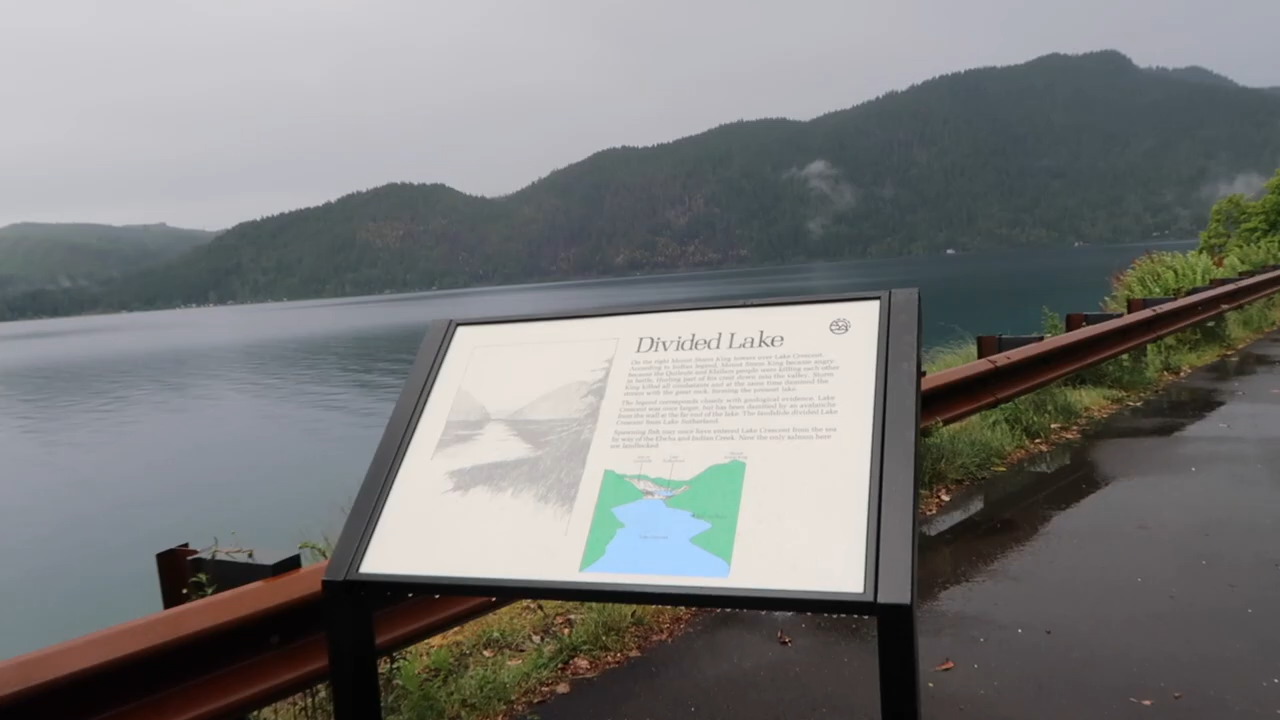 Divided Lake
On the right Mount Storm King towers over Lake Crescent.
According to Indian legend, Mount Storm King became angry
because the Quileute and Klallam people were killing each other
in battle. Hurling part of his crest down into the valley, Storm
King killed all combatants and at the same time dammed the
stream with the great rock, forming the present lake.
The legend corresponds closely with geological evidence. Lake
Crescent was once larger, but has been dammed by an avalanche
from the wall at the far end of the lake. The landslide divided Lake
Crescent from Lake Sutherland.
Spawning fish may once have entered Lake Crescent from the sea
by way of the Elwha and Indian Creek. Now the only salmon here
are landlocked.